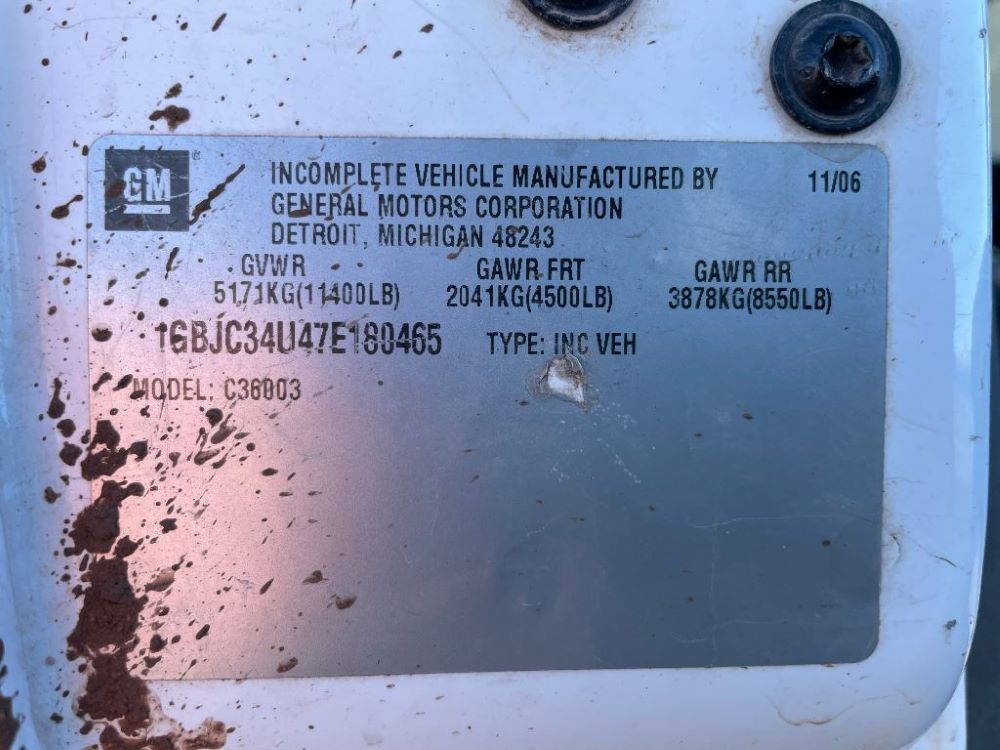 GM
INCOMPLETE VEHICLE MANUFACTURED BY 11/06
GENERAL MOTORS CORPORATION
DETROIT, MICHIGAN 48243
GVWR GAWR FRT GAWR RR
5171KG(11400LB) 2041KG(4500LB) 3878KG(8550LB)
1GBJC34U47E180465 TYPE: INC VEH
MODEL: C36003